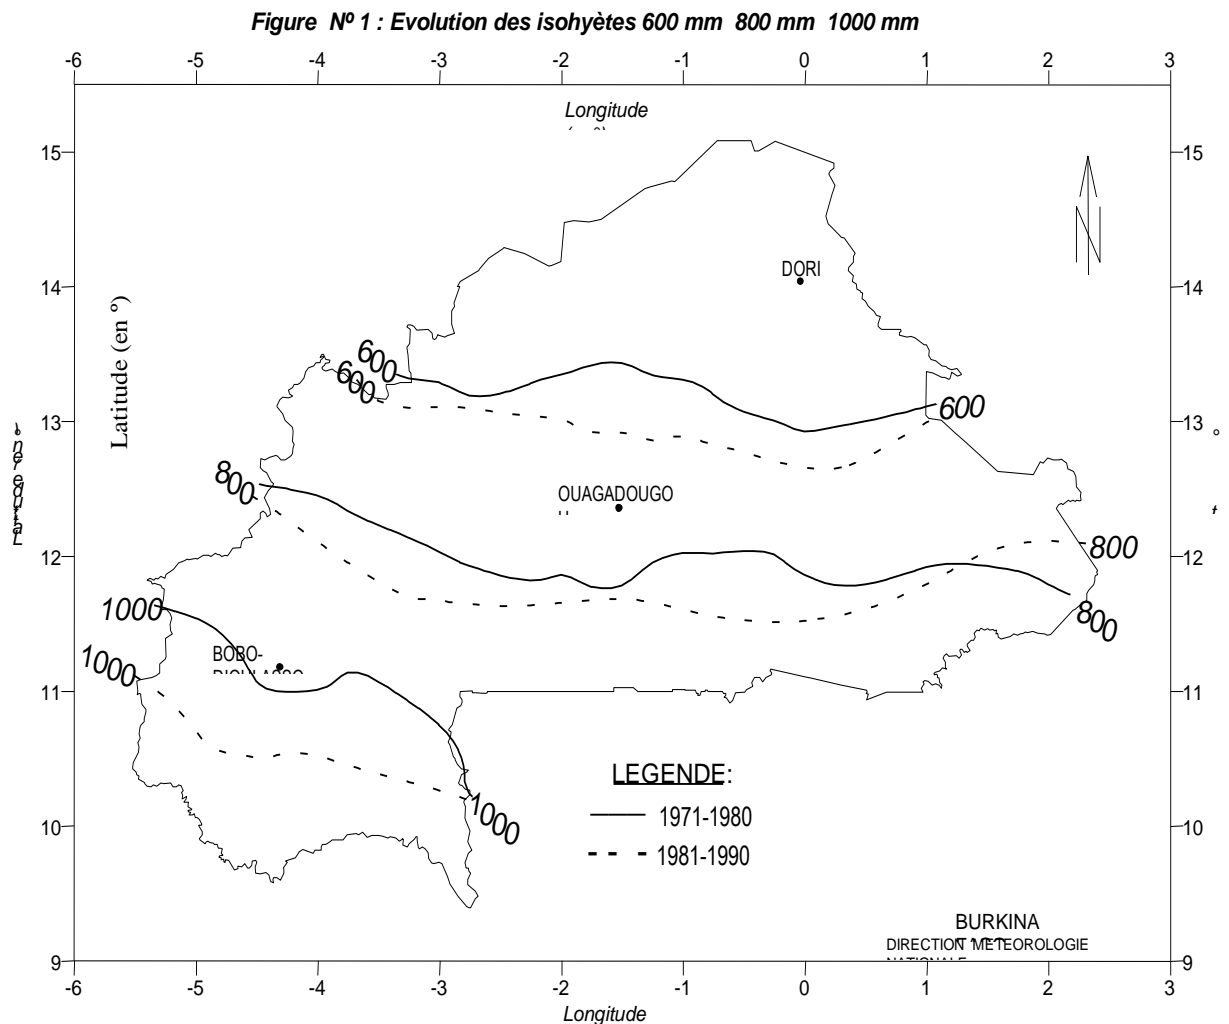 Figure Nº 1 : Evolution des isohyètes 600 mm 800 mm 1000 mm
-6 -5 -4 -3 -2 -1 0 1 2 3
Longitude
15 15
DORI
14 14
Latitude (en º)
600
600
600
13 13
800
OUAGADOUGO
12 12
800
1000
800
BOBO-
1000
11 11
LEGENDE:
1000
1971-1980
10 10
1981-1990
BURKINA
DIRECTION METEOROLOGIE
NATIONALE
9 9
-6 -5 -4 -3 -2 -1 0 1 2 3
Longitude